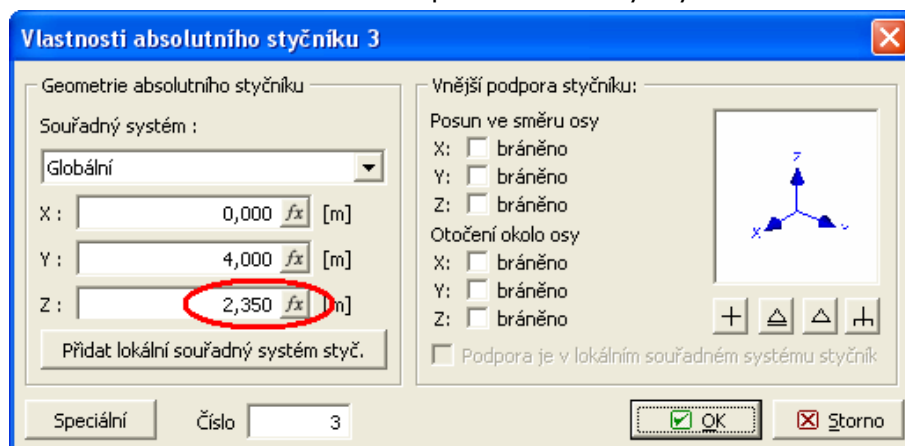 Vlastnosti absolutního styčníku 3
Geometrie absolutního styčníku
Souřadný systém :
Globální
X : 0,000 fx [m]
Y : 4,000 fx [m]
Z : 2,350 fx [m]
Přidat lokální souřadný systém styč.
Vnější podpora styčníku:
Posun ve směru osy
X: bráněno
Y: bráněno
Z: bráněno
Otočení okolo osy
X: bráněno
Y: bráněno
Z: bráněno
z
x
Podpora je v lokálním souřadném systému styčník
Speciální
Číslo 3
OK
Storno